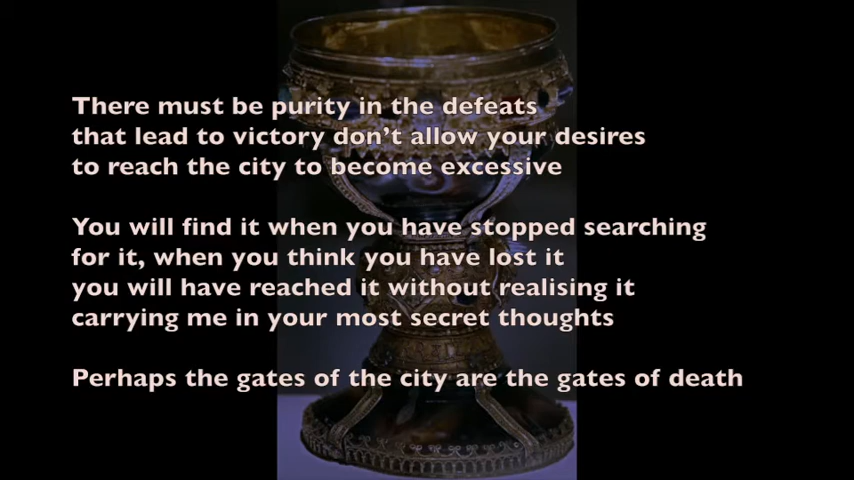 There must be purity in the defeats
that lead to victory don't allow your desires
to reach the city to become excessive
You will find it when you have stopped searching
for it, when you think you have lost it
you will have reached it without realising it
carrying me in your most secret thoughts
Perhaps the gates of the city are the gates of death